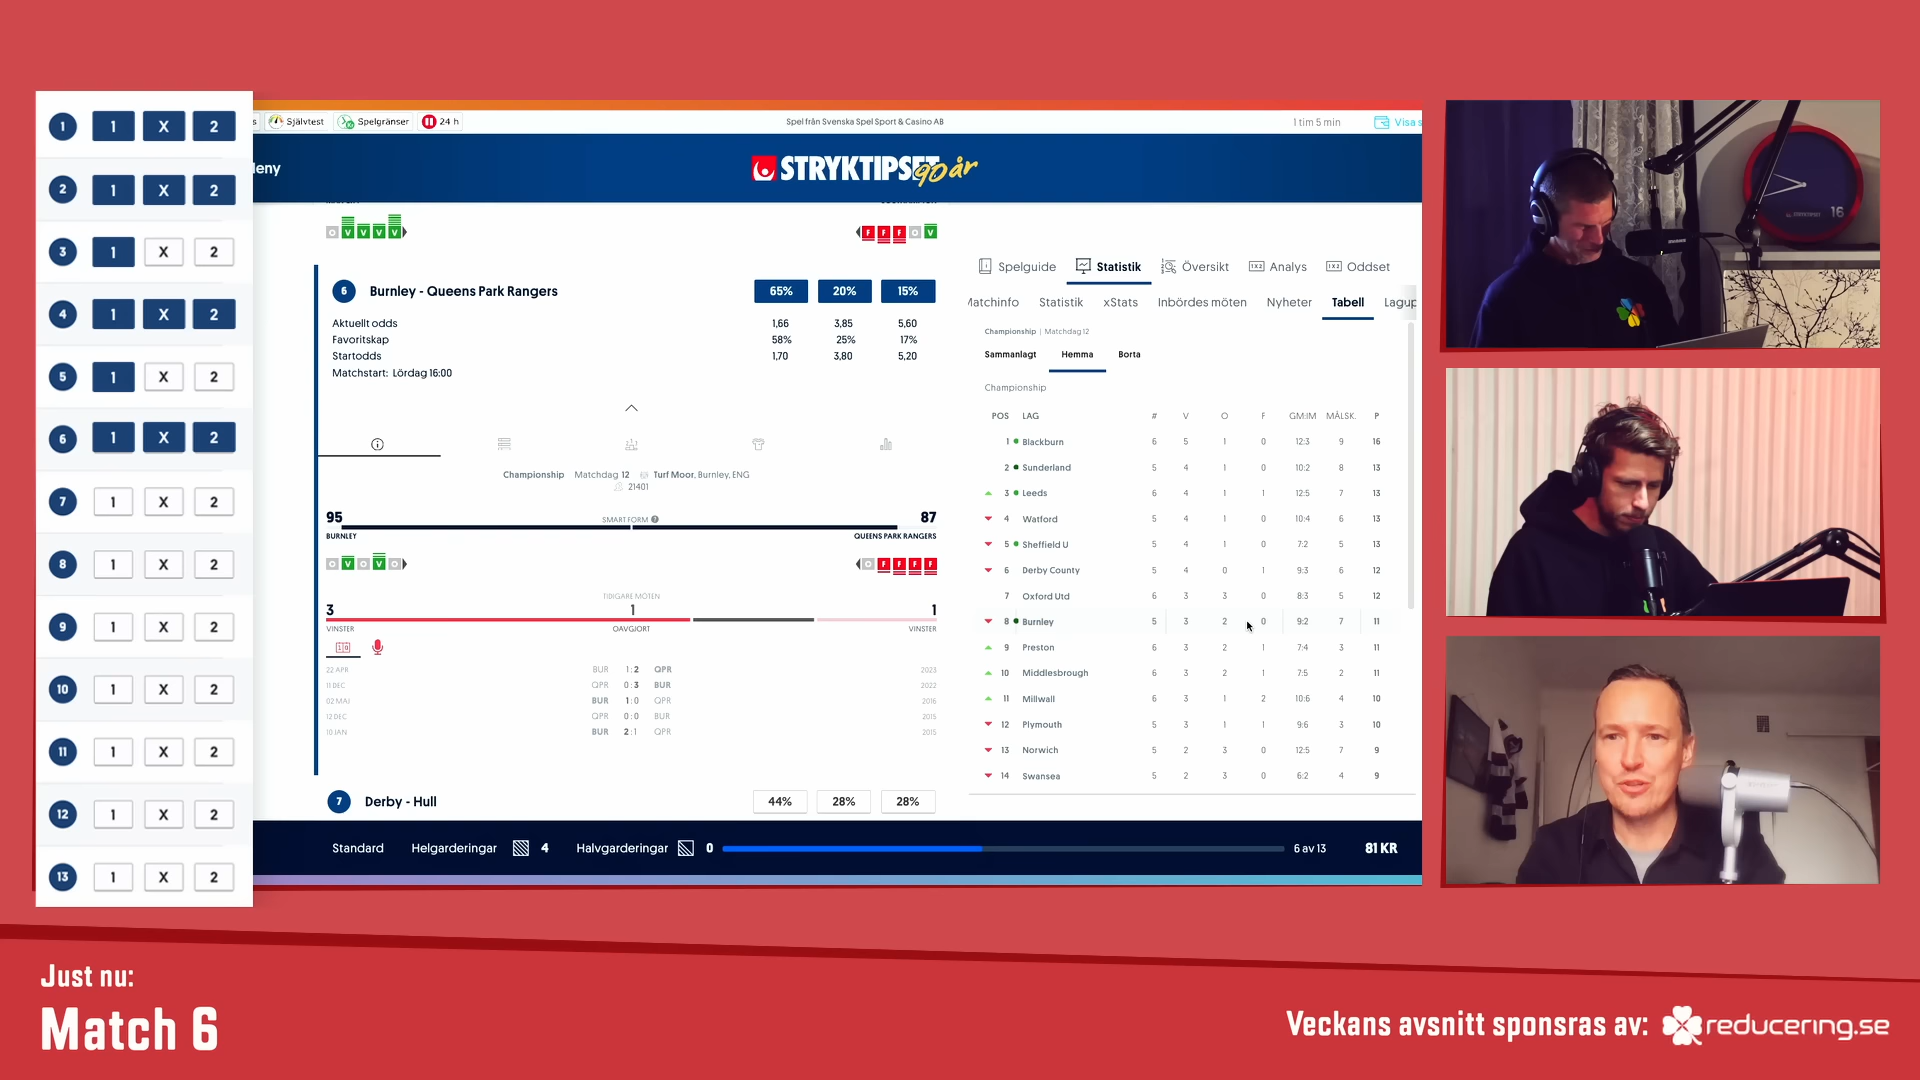 1 1 X 2
2 1 X 2
3 1 X 2
4 1 X 2
5 1 X 2
6 1 X 2
7 1 X 2
8 1 X 2
9 1 X 2
10 1 X 2
11 1 X 2
12 1 X 2
13 1 X 2
s Självtest Spelgränser 24 h
Spel från Svenska Spel Sport & Casino AB
1 tim 5 min Visa s
eny
STRYKTIPSET 90 år
O V V V V
F F F O V
6 Burnley - Queens Park Rangers 65% 20% 15%
Aktuellt odds 1,66 3,85 5,60
Favoritskap 58% 25% 17%
Startodds 1,70 3,80 5,20
Matchstart: Lördag 16:00
Championship Matchdag 12 Turf Moor, Burnley, ENG
21401
95 SMART FORM ? 87
BURNLEY QUEENS PARK RANGERS
O V O V O
O F F F F
TIDIGARE MÖTEN
3 1 1
VINSTER OAVGJORT VINSTER
22 APR BUR 1:2 QPR 2023
11 DEC QPR 0:3 BUR 2022
02 MAJ BUR 1:0 QPR 2016
12 DEC QPR 0:0 BUR 2015
10 JAN BUR 2:1 QPR 2015
7 Derby - Hull 44% 28% 28%
Spelguide Statistik Översikt Analys Oddset
Matchinfo Statistik xStats Inbördes möten Nyheter Tabell Lagup
Championship | Matchdag 12
Sammanlagt Hemma Borta
Championship
POS LAG # V O F GM:IM MÅLSK. P
1 Blackburn 6 5 1 0 12:3 9 16
2 Sunderland 5 4 1 0 10:2 8 13
3 Leeds 6 4 1 1 12:5 7 13
4 Watford 5 4 1 0 10:4 6 13
5 Sheffield U 5 4 1 0 7:2 5 13
6 Derby County 5 4 0 1 9:3 6 12
7 Oxford Utd 6 3 3 0 8:3 5 12
8 Burnley 5 3 2 0 9:2 7 11
9 Preston 6 3 2 1 7:4 3 11
10 Middlesbrough 6 3 2 1 7:5 2 11
11 Millwall 6 3 1 2 10:6 4 10
12 Plymouth 5 3 1 1 9:6 3 10
13 Norwich 5 2 3 0 12:5 7 9
14 Swansea 5 2 3 0 6:2 4 9
Standard Helgarderingar 4 Halvgarderingar 0 6 av 13 81 KR
16
Just nu:
Match 6
Veckans avsnitt sponsras av: reducering.se